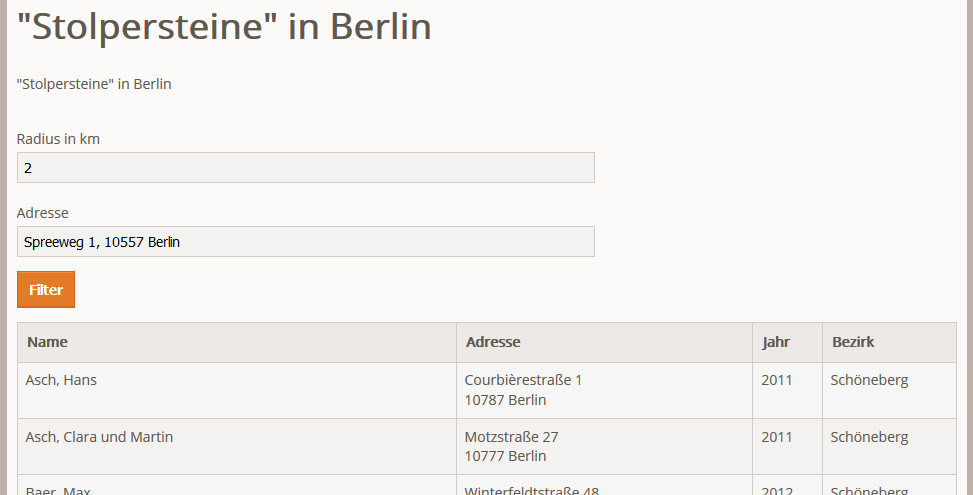 "Stolpersteine" in Berlin
"Stolpersteine" in Berlin
Radius in km
2
Adresse
Spreeweg 1, 10557 Berlin
Filter
Name Adresse Jahr Bezirk
Asch, Hans Courbièrestraße 1 2011 Schöneberg
10787 Berlin
Asch, Clara und Martin Motzstraße 27 2011 Schöneberg
10777 Berlin
Baer, Max Winterfeldtstraße 48 2012 Schöneberg